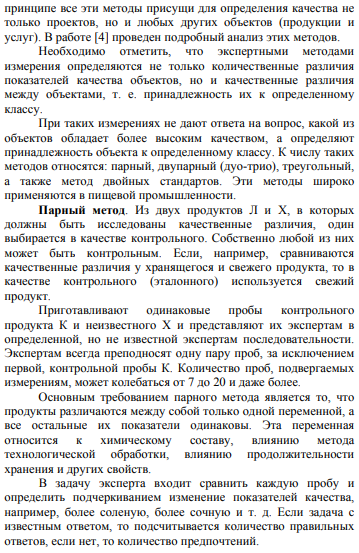 принципе все эти методы присущи для определения качества не
только проектов, но и любых других объектов (продукции и
услуг). В работе [4] проведен подробный анализ этих методов.
Необходимо отметить, что экспертными методами
измерения определяются не только количественные различия
показателей качества объектов, но и качественные различия
между объектами, т. е. принадлежность их к определенному
классу.
При таких измерениях не дают ответа на вопрос, какой из
объектов обладает более высоким качеством, а определяют
принадлежность объекта к определенному классу. К числу таких
методов относятся: парный, двупарный (дуо-трио), треугольный,
а также метод двойных стандартов. Эти методы широко
применяются в пищевой промышленности.
Парный метод. Из двух продуктов Л и X, в которых
должны быть исследованы качественные различия, один
выбирается в качестве контрольного. Собственно любой из них
может быть контрольным. Если, например, сравниваются
качественные различия у хранящегося и свежего продукта, то в
качестве контрольного (эталонного) используется свежий
продукт.
Приготавливают одинаковые пробы контрольного
продукта К и неизвестного X и представляют их экспертам в
определенной, но не известной экспертам последовательности.
Экспертам всегда преподносят одну пару проб, за исключением
первой, контрольной пробы К. Количество проб, подвергаемых
измерениям, может колебаться от 7 до 20 и даже более.
Основным требованием парного метода является то, что
продукты различаются между собой только одной переменной, а
все остальные их показатели одинаковы. Эта переменная
относится к химическому составу, влиянию метода
технологической обработки, влиянию продолжительности
хранения и других свойств.
В задачу эксперта входит сравнить каждую пробу и
определить подчеркиванием изменение показателей качества,
например, более соленую, более сочную и т. д. Если задача с
известным ответом, то подсчитывается количество правильных
ответов, если нет, то количество предпочтений.